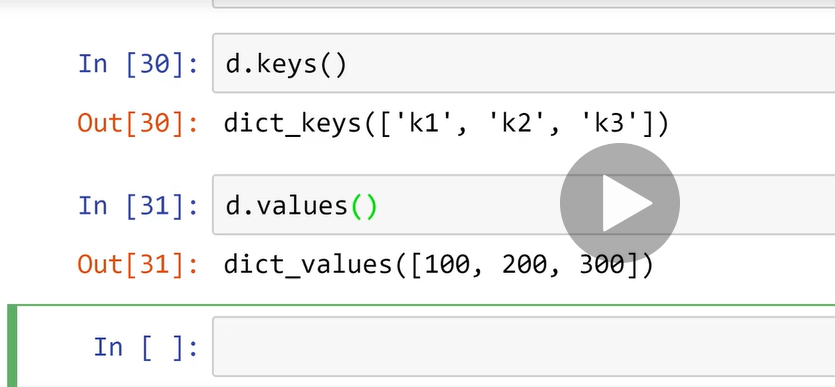 In [30]: d.keys()
Out[30]: dict_keys(['k1', 'k2', 'k3'])
In [31]: d.values()
Out[31]: dict_values([100, 200, 300])
In [ ]: